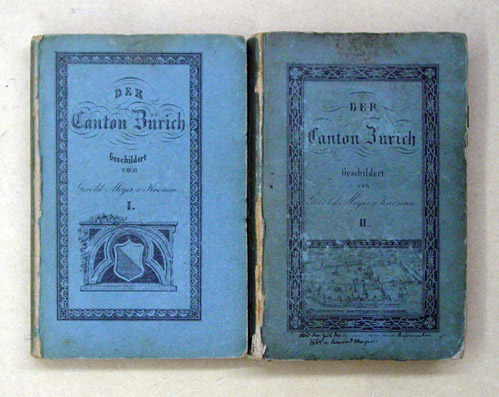 DER
Canton Zürich
Geschildert
von
Gerold Meyer v. Knonau
I.
DER
Canton Zürich
Geschildert
von
Gerold Meyer v. Knonau
II